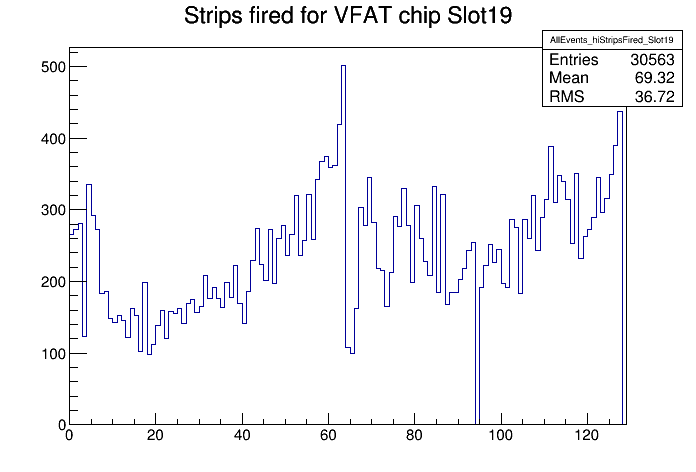 Strips fired for VFAT chip Slot19
AllEvents_hiStripsFired_Slot19
Entries 30563
Mean 69.32
RMS 36.72
500
400
300
200
100
0
0 20 40 60 80 100 120